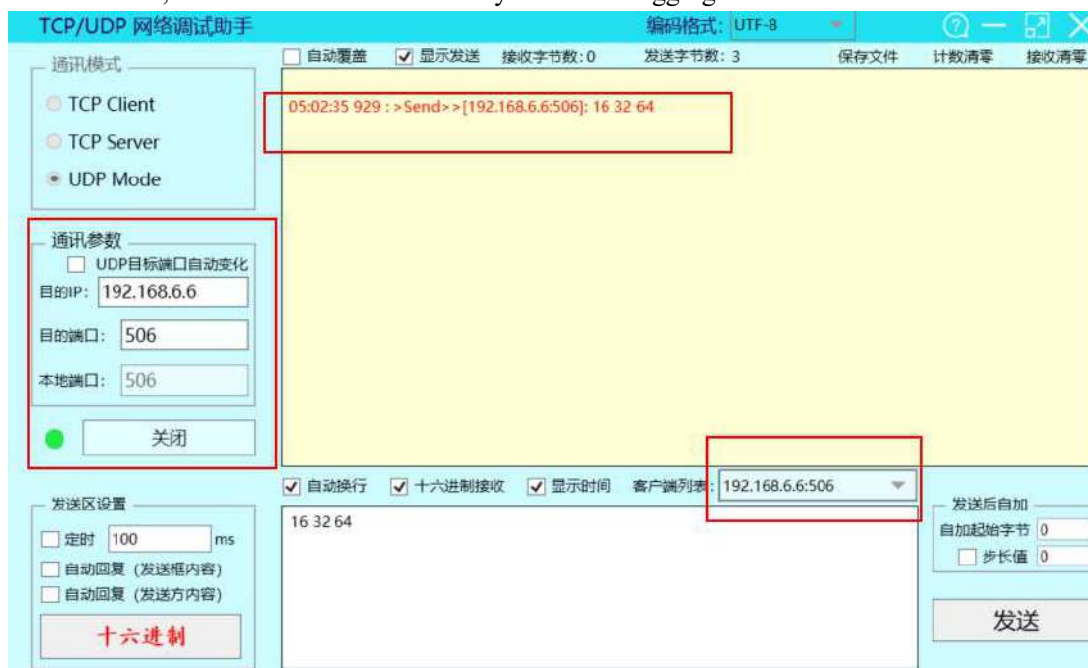 TCP/UDP 网络调试助手 编码格式: UTF-8
通讯模式
TCP Client
TCP Server
UDP Mode
自动覆盖 显示发送 接收字节数: 0 发送字节数: 3 保存文件 计数清零 接收清零
05:02:35 929 : >Send>>[192.168.6.6:506]: 16 32 64
通讯参数
UDP目标端口自动变化
目的IP: 192.168.6.6
目的端口: 506
本地端口: 506
关闭
自动换行 十六进制接收 显示时间 客户端列表: 192.168.6.6:506
16 32 64
发送区设置
定时 100 ms
自动回复 (发送框内容)
自动回复 (发送方内容)
十六进制
发送后自加
自加起始字节 0
步长值 0
发送